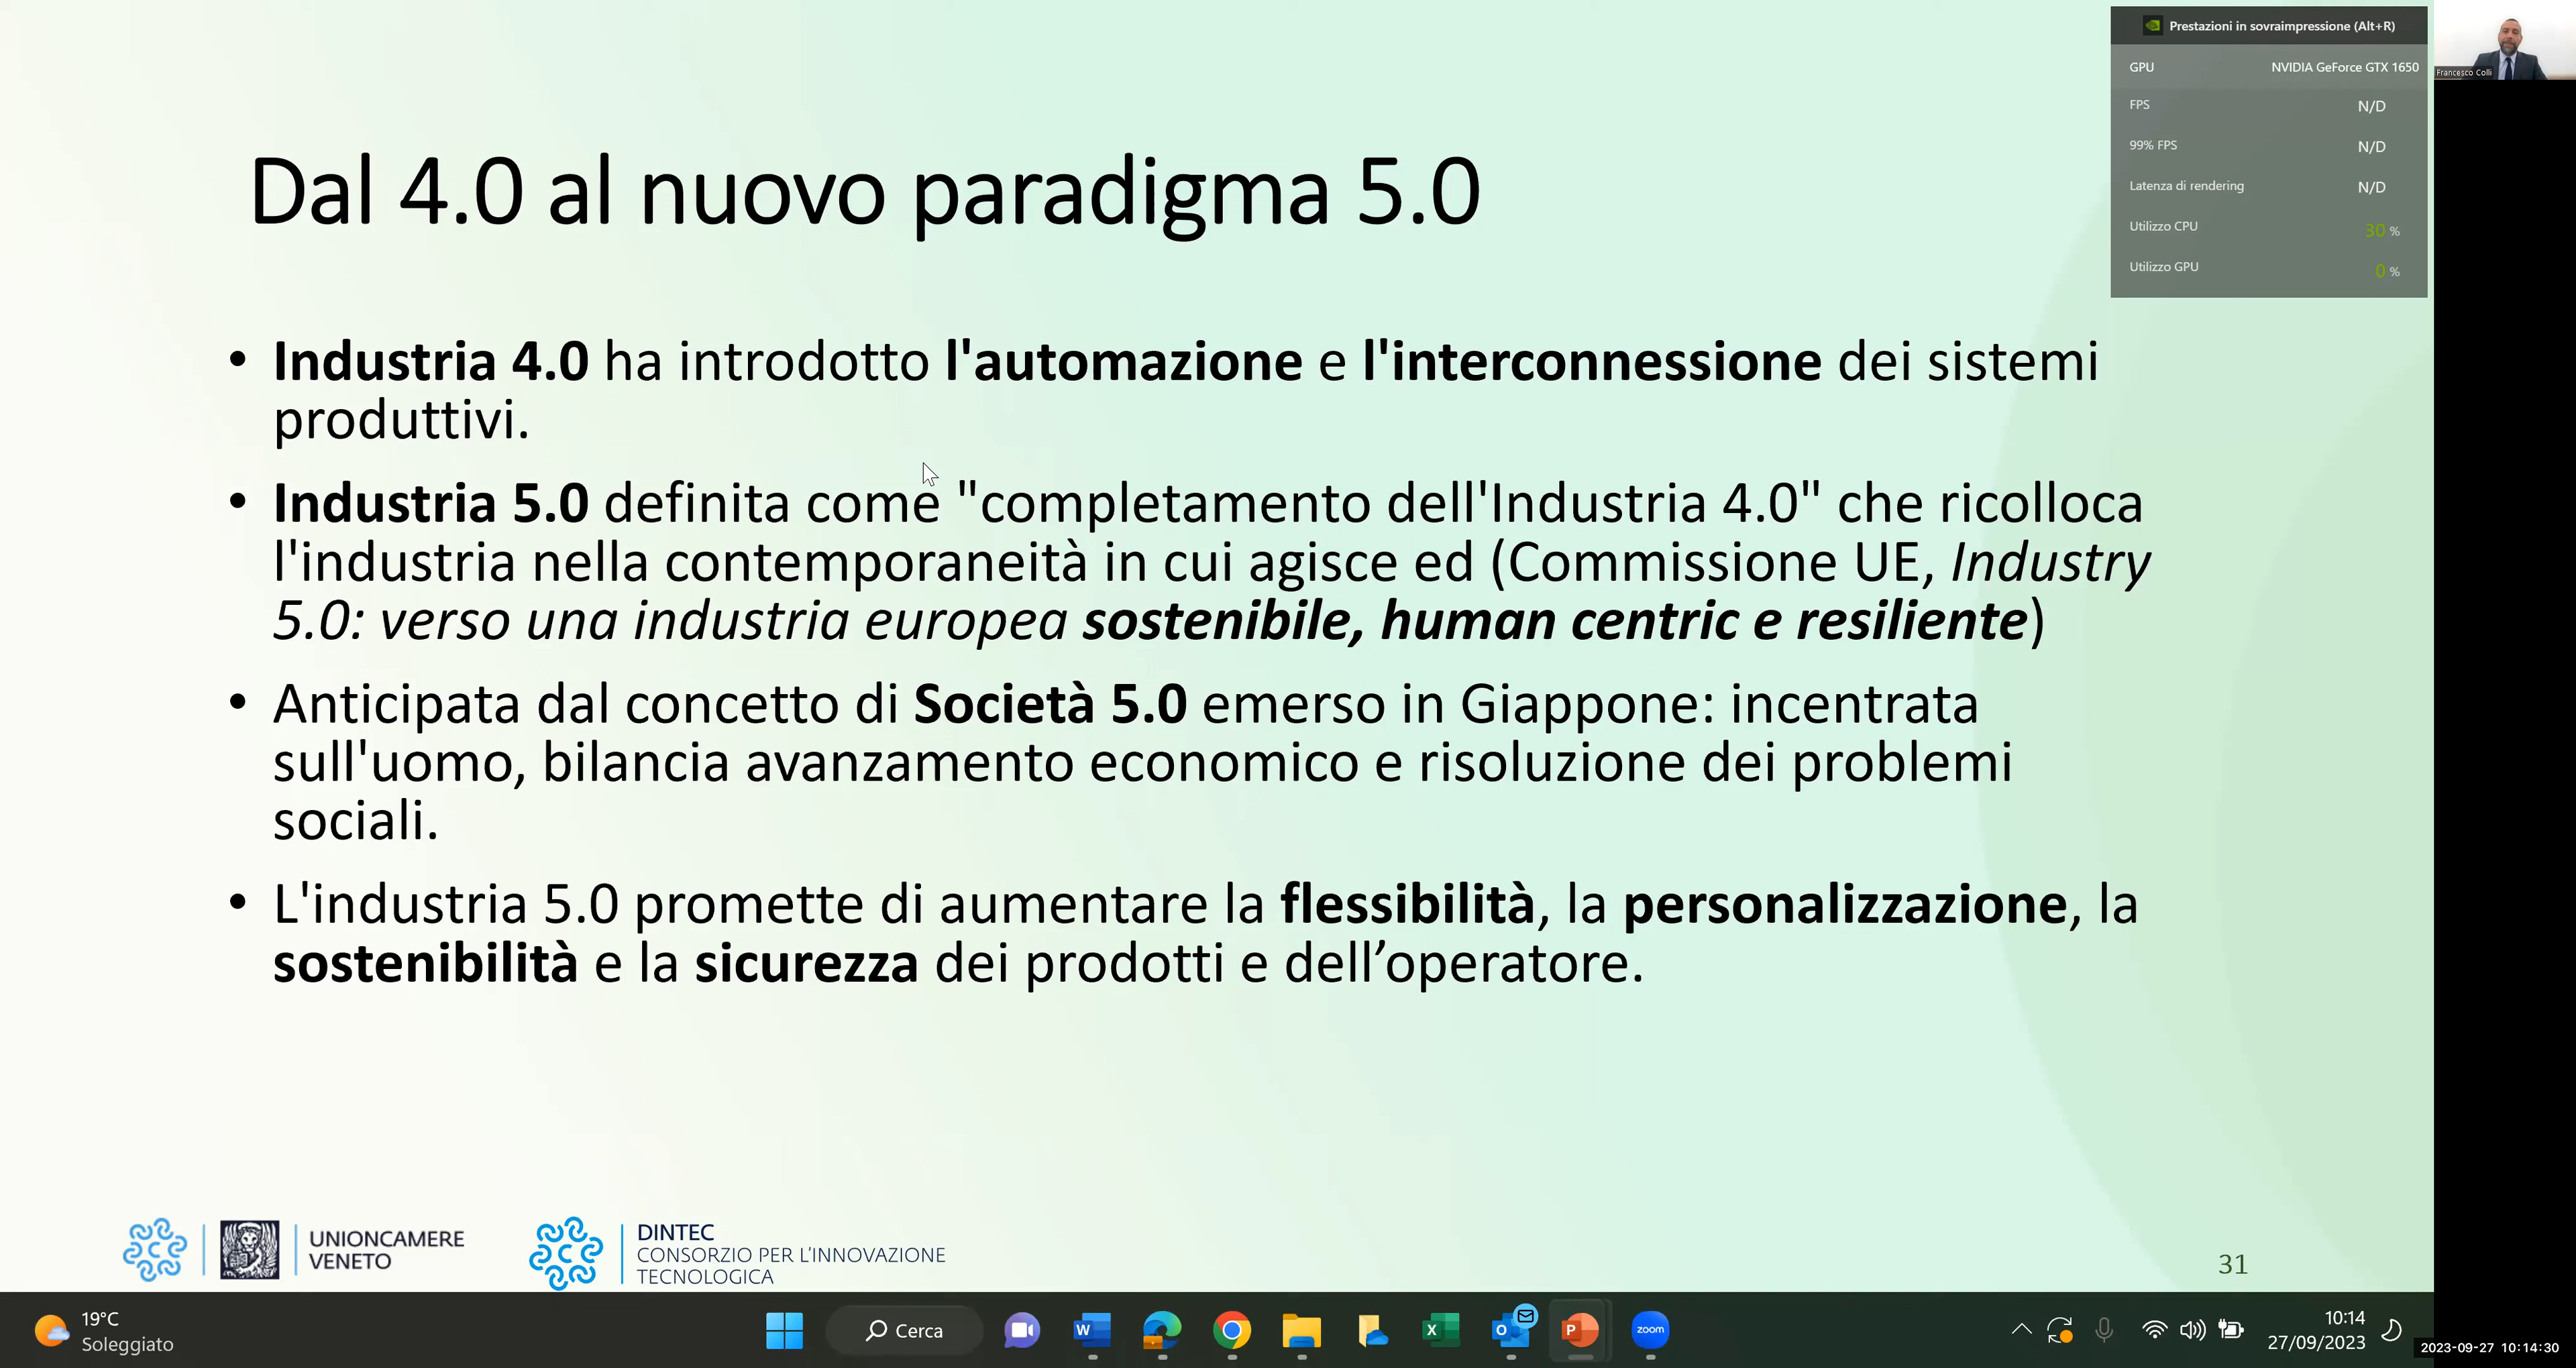 Prestazioni in sovraimpressione (Alt+R)
GPU NVIDIA GeForce GTX 1650
FPS N/D
99% FPS N/D
Latenza di rendering N/D
Utilizzo CPU 30 %
Utilizzo GPU 0 %
Francesco Colli
Dal 4.0 al nuovo paradigma 5.0
• Industria 4.0 ha introdotto l'automazione e l'interconnessione dei sistemi
produttivi.
• Industria 5.0 definita come "completamento dell'Industria 4.0" che ricolloca
l'industria nella contemporaneità in cui agisce ed (Commissione UE, Industry
5.0: verso una industria europea sostenibile, human centric e resiliente)
• Anticipata dal concetto di Società 5.0 emerso in Giappone: incentrata
sull'uomo, bilancia avanzamento economico e risoluzione dei problemi
sociali.
• L'industria 5.0 promette di aumentare la flessibilità, la personalizzazione, la
sostenibilità e la sicurezza dei prodotti e dell’operatore.
UNIONCAMERE
VENETO
DINTEC
CONSORZIO PER L'INNOVAZIONE
TECNOLOGICA
31
19°C
Soleggiato
Cerca
zoom
10:14
27/09/2023
2023-09-27 10:14:30